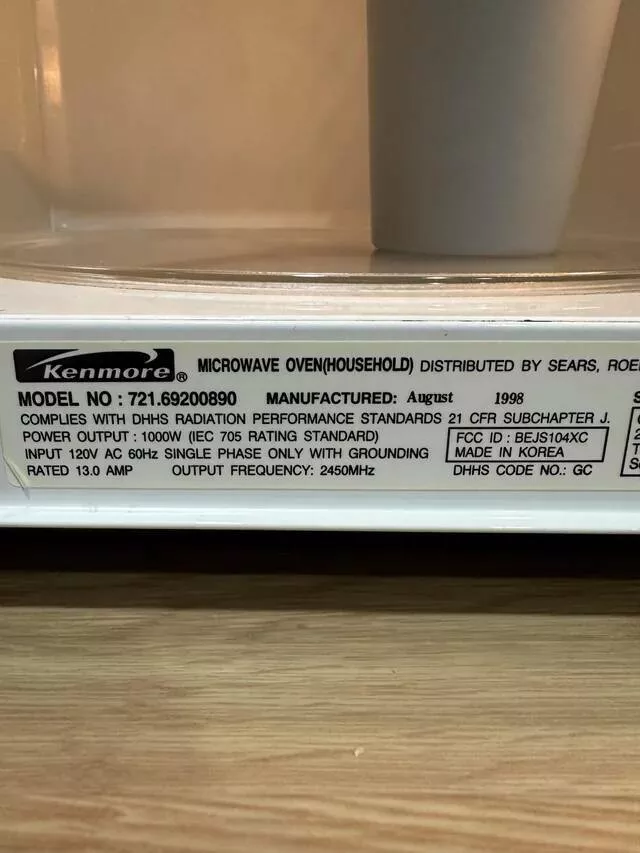 Kenmore® MICROWAVE OVEN(HOUSEHOLD) DISTRIBUTED BY SEARS,
MODEL NO : 721.69200890 MANUFACTURED: August 1998
COMPLIES WITH DHHS RADIATION PERFORMANCE STANDARDS 21 CFR SUBCHAPTER J.
POWER OUTPUT : 1000W (IEC 705 RATING STANDARD)
INPUT 120V AC 60Hz SINGLE PHASE ONLY WITH GROUNDING
RATED 13.0 AMP OUTPUT FREQUENCY: 2450MHz
FCC ID : BEJS104XC
MADE IN KOREA
DHHS CODE NO.: GC